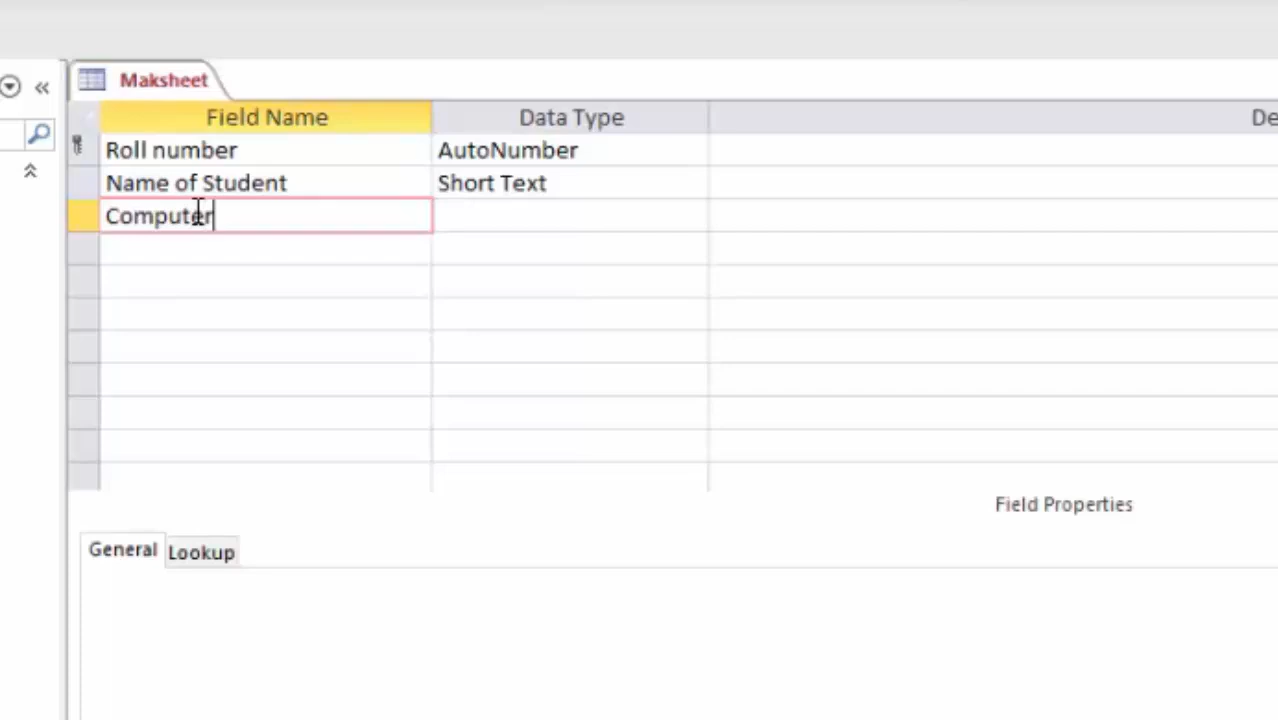 Maksheet
Field Name Data Type De
Roll number AutoNumber
Name of Student Short Text
Computer
Field Properties
General Lookup